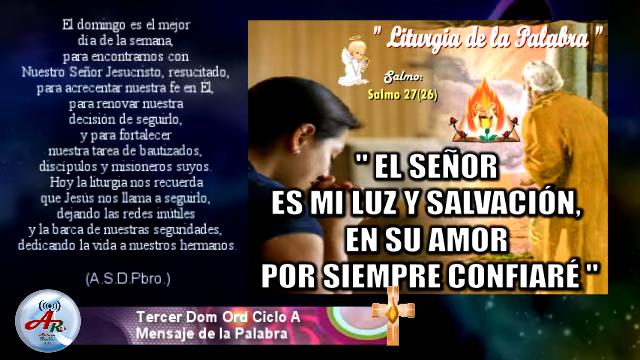 El domingo es el mejor
día de la semana,
para encontrarnos con
Nuestro Señor Jesucristo, resucitado,
para acrecentar nuestra fe en Él,
para renovar nuestra
decisión de seguirlo,
y para fortalecer
nuestra tarea de bautizados,
discípulos y misioneros suyos.
Hoy la liturgia nos recuerda
que Jesús nos llama a seguirlo,
dejando las redes inútiles
y la barca de nuestras seguridades,
dedicando la vida a nuestros hermanos.
(A.S.D.Pbro.)
" Liturgia de la Palabra "
Salmo:
Salmo 27(26)
" EL SEÑOR
ES MI LUZ Y SALVACIÓN,
EN SU AMOR
POR SIEMPRE CONFIARÉ "
Tercer Dom Ord Ciclo A
Mensaje de la Palabra
AR